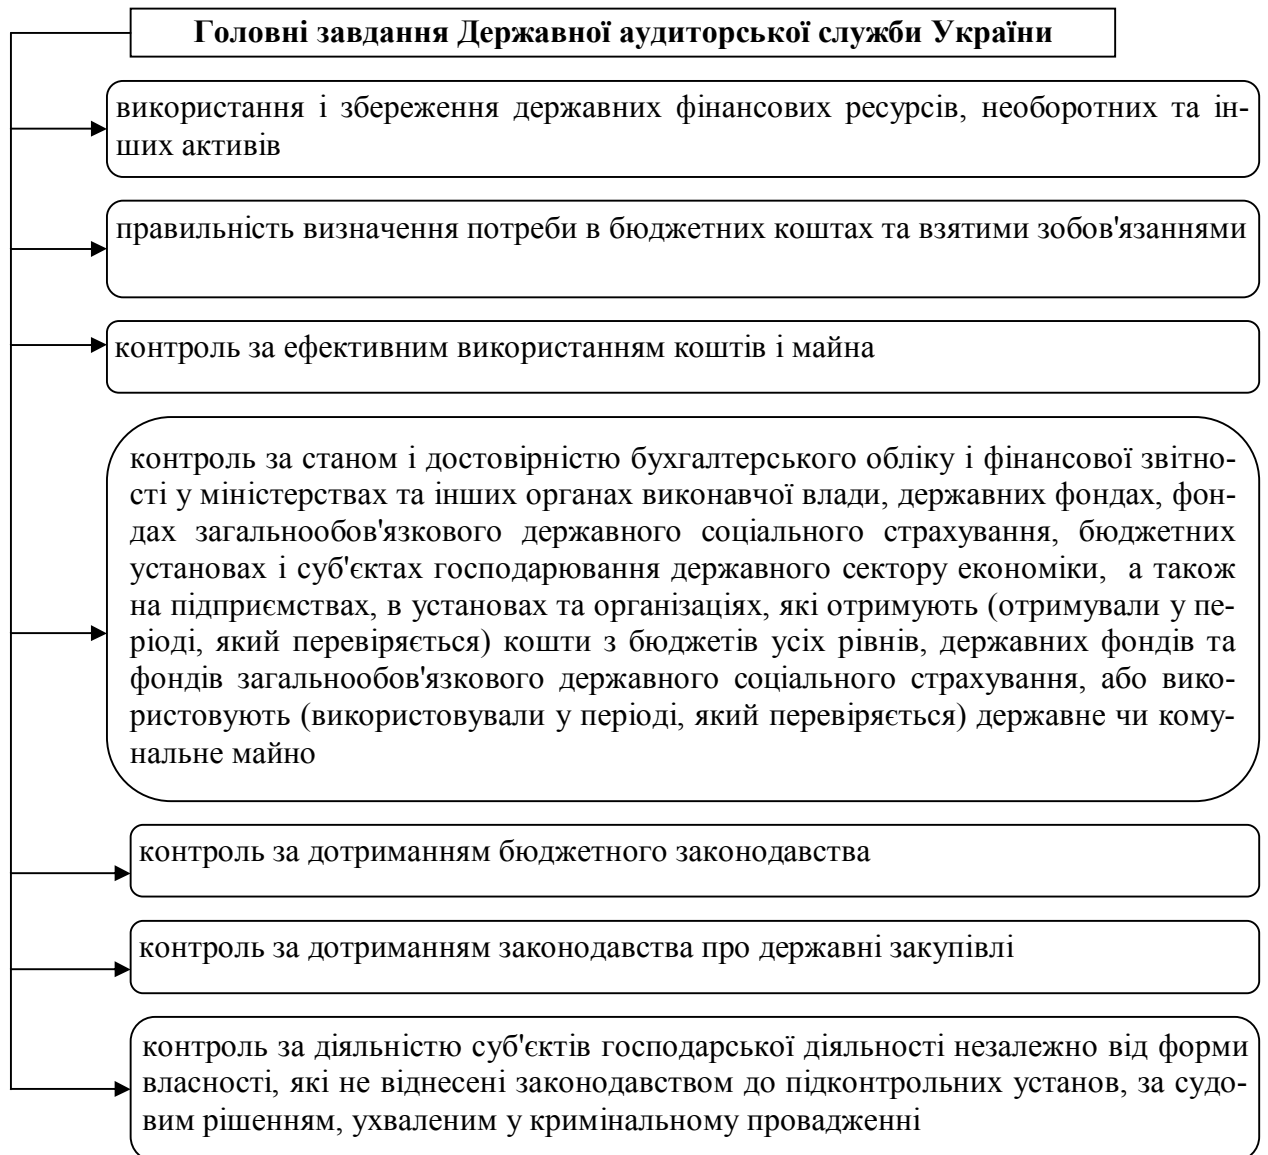 Головні завдання Державної аудиторської служби України
використання і збереження державних фінансових ресурсів, необоротних та ін-
ших активів
правильність визначення потреби в бюджетних коштах та взятими зобов'язаннями
контроль за ефективним використанням коштів і майна
контроль за станом і достовірністю бухгалтерського обліку і фінансової звітно-
сті у міністерствах та інших органах виконавчої влади, державних фондах, фон-
дах загальнообов'язкового державного соціального страхування, бюджетних
установах і суб'єктах господарювання державного сектору економіки, а також
на підприємствах, в установах та організаціях, які отримують (отримували у пе-
ріоді, який перевіряється) кошти з бюджетів усіх рівнів, державних фондів та
фондів загальнообов'язкового державного соціального страхування, або вико-
ристовують (використовували у періоді, який перевіряється) державне чи кому-
нальне майно
контроль за дотриманням бюджетного законодавства
контроль за дотриманням законодавства про державні закупівлі
контроль за діяльністю суб'єктів господарської діяльності незалежно від форми
власності, які не віднесені законодавством до підконтрольних установ, за судо-
вим рішенням, ухваленим у кримінальному провадженні